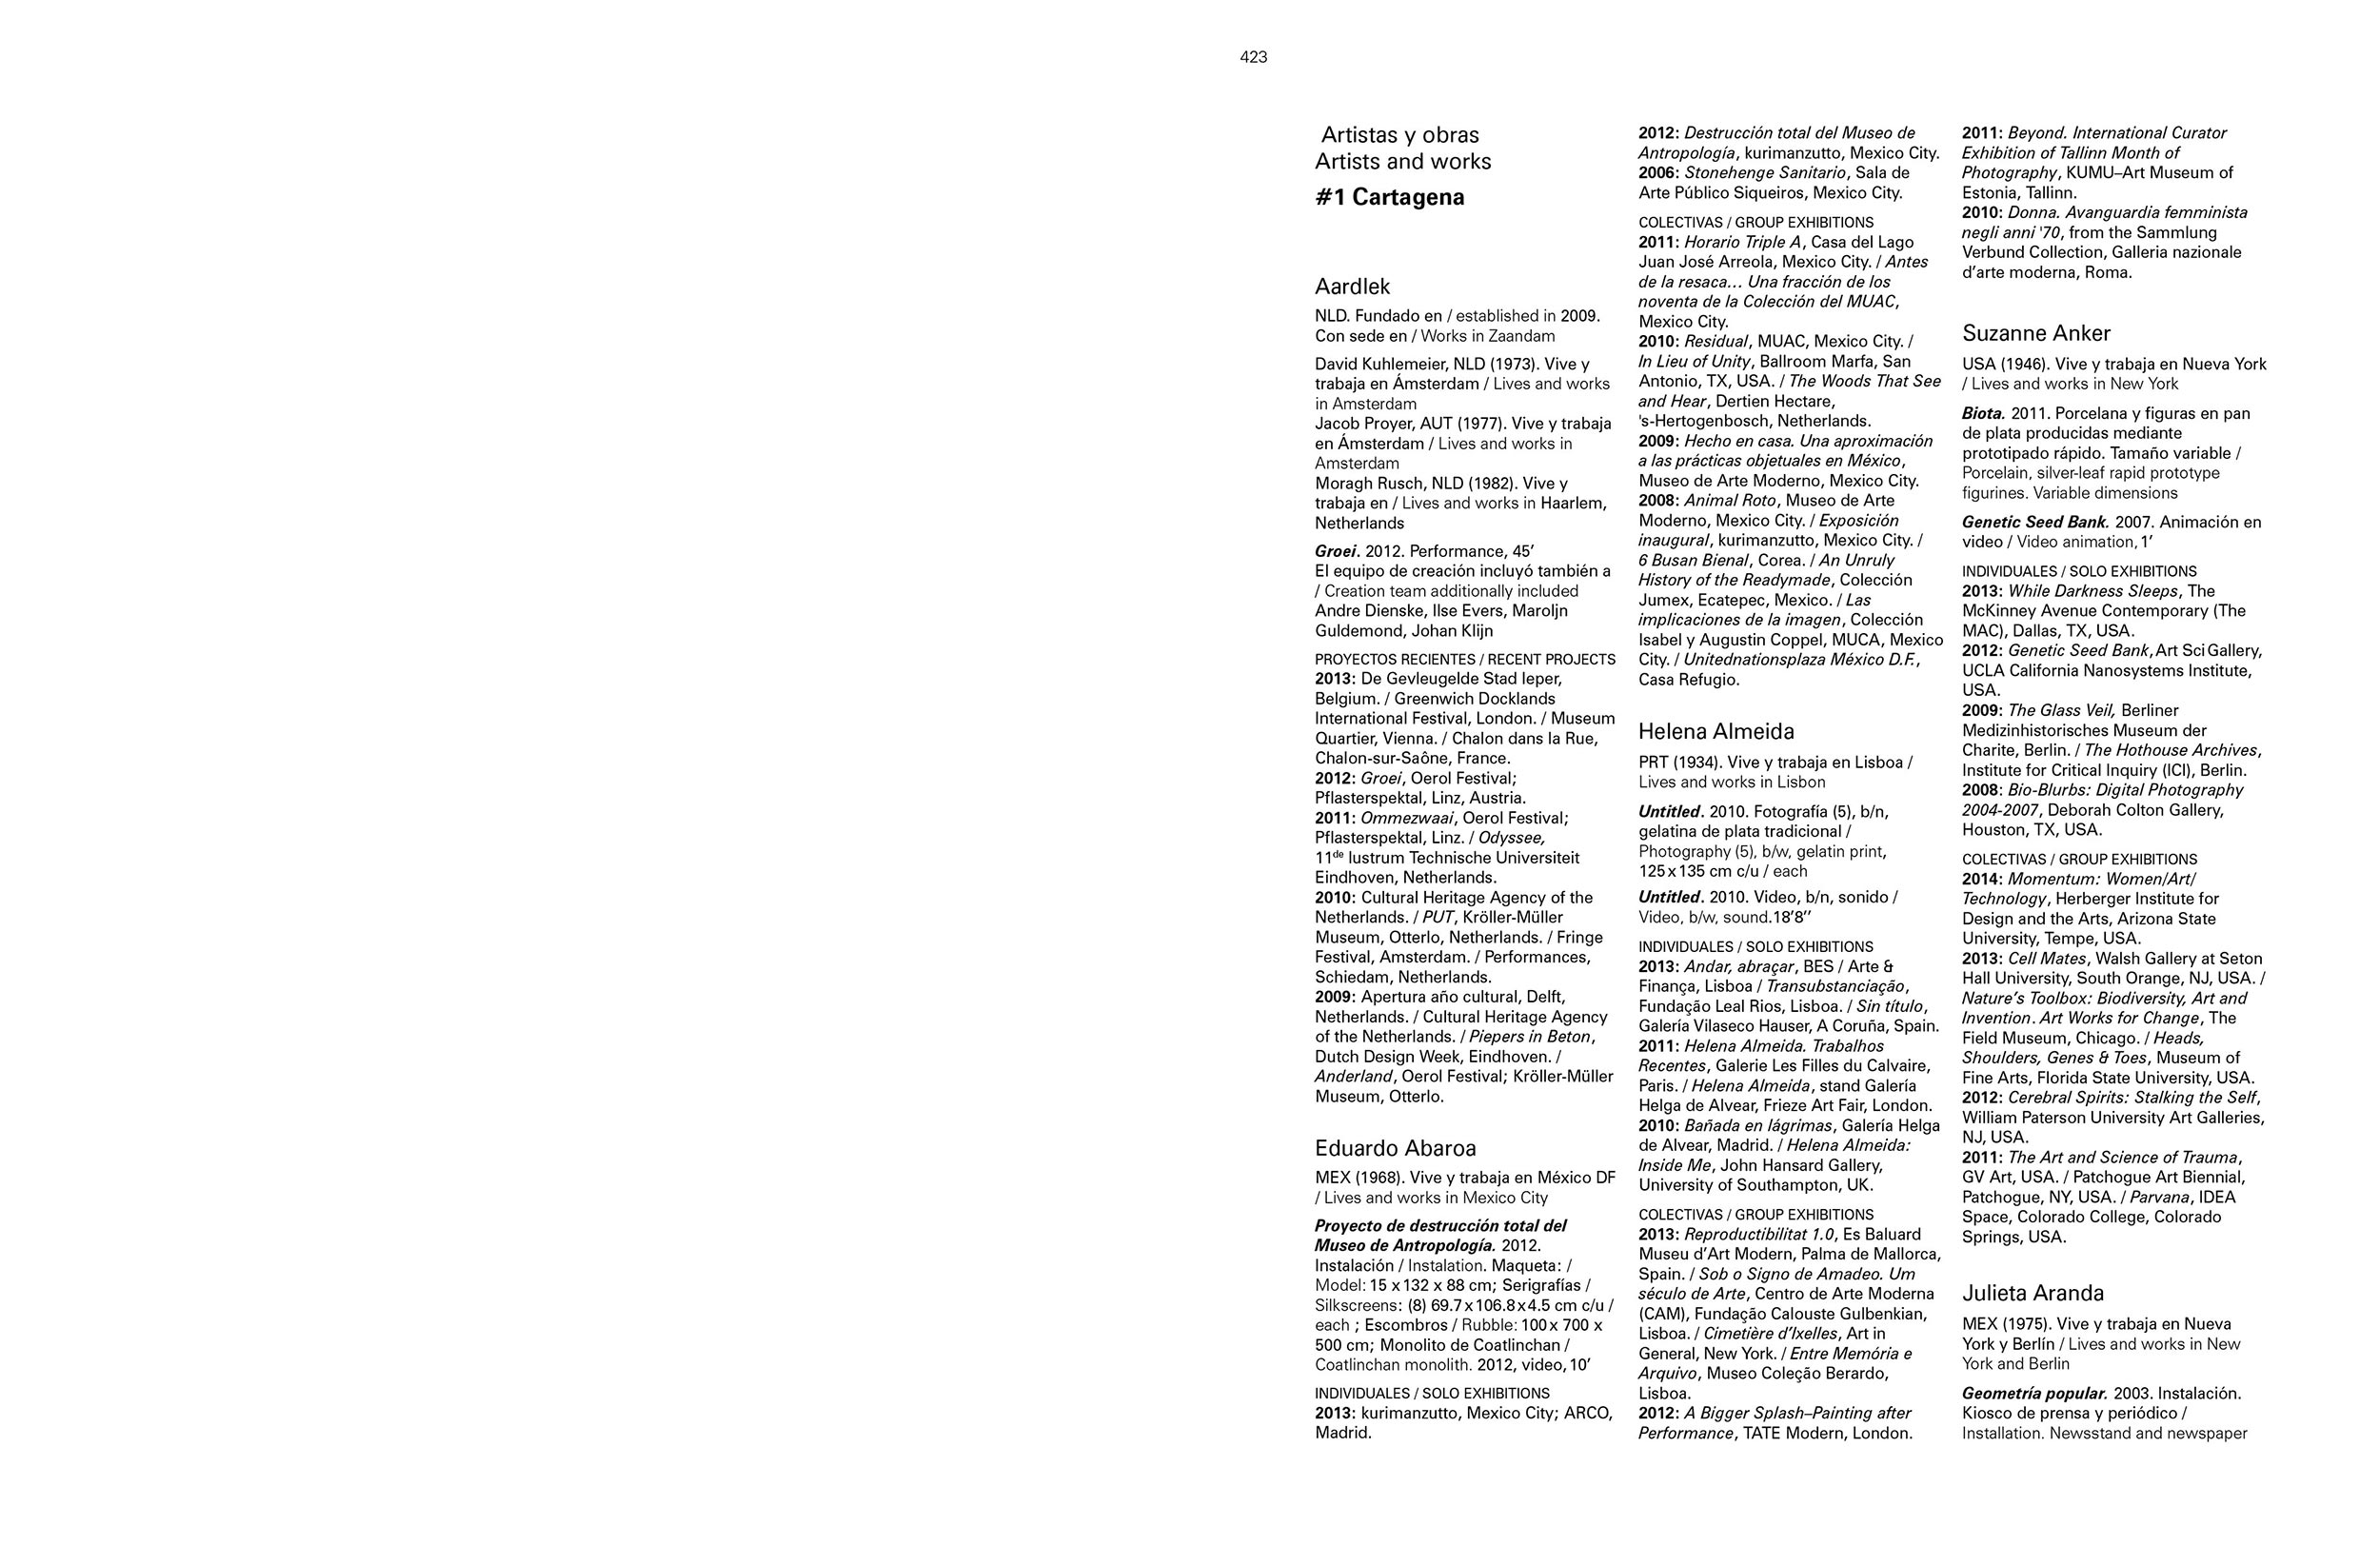 423
Artistas y obras
Artists and works
#1 Cartagena
Aardlek
NLD. Fundado en / established in 2009.
Con sede en / Works in Zaandam
David Kuhlemeier, NLD (1973). Vive y
trabaja en Ámsterdam / Lives and works
in Amsterdam
Jacob Proyer, AUT (1977). Vive y trabaja
en Ámsterdam / Lives and works in
Amsterdam
Moragh Rusch, NLD (1982). Vive y
trabaja en / Lives and works in Haarlem,
Netherlands
Groei. 2012. Performance, 45’
El equipo de creación incluyó también a
/ Creation team additionally included
Andre Dienske, Ilse Evers, Maroljn
Guldemond, Johan Klijn
PROYECTOS RECIENTES / RECENT PROJECTS
2013: De Gevleugelde Stad Ieper,
Belgium. / Greenwich Docklands
International Festival, London. / Museum
Quartier, Vienna. / Chalon dans la Rue,
Chalon-sur-Saône, France.
2012: Groei, Oerol Festival;
Pflasterspektal, Linz, Austria.
2011: Ommezwaai, Oerol Festival;
Pflasterspektal, Linz. / Odyssee,
11de lustrum Technische Universiteit
Eindhoven, Netherlands.
2010: Cultural Heritage Agency of the
Netherlands. / PUT, Kröller-Müller
Museum, Otterlo, Netherlands. / Fringe
Festival, Amsterdam. / Performances,
Schiedam, Netherlands.
2009: Apertura año cultural, Delft,
Netherlands. / Cultural Heritage Agency
of the Netherlands. / Piepers in Beton,
Dutch Design Week, Eindhoven. /
Anderland, Oerol Festival; Kröller-Müller
Museum, Otterlo.
Eduardo Abaroa
MEX (1968). Vive y trabaja en México DF
/ Lives and works in Mexico City
Proyecto de destrucción total del
Museo de Antropología. 2012.
Instalación / Instalation. Maqueta: /
Model: 15 x 132 x 88 cm; Serigrafías /
Silkscreens: (8) 69.7 x 106.8 x 4.5 cm c/u /
each ; Escombros / Rubble: 100 x 700 x
500 cm; Monolito de Coatlinchan /
Coatlinchan monolith. 2012, video, 10’
INDIVIDUALES / SOLO EXHIBITIONS
2013: kurimanzutto, Mexico City; ARCO,
Madrid.
2012: Destrucción total del Museo de
Antropología, kurimanzutto, Mexico City.
2006: Stonehenge Sanitario, Sala de
Arte Público Siqueiros, Mexico City.
COLECTIVAS / GROUP EXHIBITIONS
2011: Horario Triple A, Casa del Lago
Juan José Arreola, Mexico City. / Antes
de la resaca… Una fracción de los
noventa de la Colección del MUAC,
Mexico City.
2010: Residual, MUAC, Mexico City. /
In Lieu of Unity, Ballroom Marfa, San
Antonio, TX, USA. / The Woods That See
and Hear, Dertien Hectare,
's-Hertogenbosch, Netherlands.
2009: Hecho en casa. Una aproximación
a las prácticas objetuales en México,
Museo de Arte Moderno, Mexico City.
2008: Animal Roto, Museo de Arte
Moderno, Mexico City. / Exposición
inaugural, kurimanzutto, Mexico City. /
6 Busan Bienal, Corea. / An Unruly
History of the Readymade, Colección
Jumex, Ecatepec, Mexico. / Las
implicaciones de la imagen, Colección
Isabel y Augustin Coppel, MUCA, Mexico
City. / Unitednationsplaza México D.F.,
Casa Refugio.
Helena Almeida
PRT (1934). Vive y trabaja en Lisboa /
Lives and works in Lisbon
Untitled. 2010. Fotografía (5), b/n,
gelatina de plata tradicional /
Photography (5), b/w, gelatin print,
125 x 135 cm c/u / each
Untitled. 2010. Video, b/n, sonido /
Video, b/w, sound.18’8’’
INDIVIDUALES / SOLO EXHIBITIONS
2013: Andar, abraçar, BES / Arte &
Finança, Lisboa / Transubstanciação,
Fundação Leal Rios, Lisboa. / Sin título,
Galería Vilaseco Hauser, A Coruña, Spain.
2011: Helena Almeida. Trabalhos
Recentes, Galerie Les Filles du Calvaire,
Paris. / Helena Almeida, stand Galería
Helga de Alvear, Frieze Art Fair, London.
2010: Bañada en lágrimas, Galería Helga
de Alvear, Madrid. / Helena Almeida:
Inside Me, John Hansard Gallery,
University of Southampton, UK.
COLECTIVAS / GROUP EXHIBITIONS
2013: Reproductibilitat 1.0, Es Baluard
Museu d’Art Modern, Palma de Mallorca,
Spain. / Sob o Signo de Amadeo. Um
século de Arte, Centro de Arte Moderna
(CAM), Fundação Calouste Gulbenkian,
Lisboa. / Cimetière d’Ixelles, Art in
General, New York. / Entre Memória e
Arquivo, Museo Coleção Berardo,
Lisboa.
2012: A Bigger Splash–Painting after
Performance, TATE Modern, London.
2011: Beyond. International Curator
Exhibition of Tallinn Month of
Photography, KUMU–Art Museum of
Estonia, Tallinn.
2010: Donna. Avanguardia femminista
negli anni '70, from the Sammlung
Verbund Collection, Galleria nazionale
d’arte moderna, Roma.
Suzanne Anker
USA (1946). Vive y trabaja en Nueva York
/ Lives and works in New York
Biota. 2011. Porcelana y figuras en pan
de plata producidas mediante
prototipado rápido. Tamaño variable /
Porcelain, silver-leaf rapid prototype
figurines. Variable dimensions
Genetic Seed Bank. 2007. Animación en
video / Video animation, 1’
INDIVIDUALES / SOLO EXHIBITIONS
2013: While Darkness Sleeps, The
McKinney Avenue Contemporary (The
MAC), Dallas, TX, USA.
2012: Genetic Seed Bank, Art Sci Gallery,
UCLA California Nanosystems Institute,
USA.
2009: The Glass Veil, Berliner
Medizinhistorisches Museum der
Charite, Berlin. / The Hothouse Archives,
Institute for Critical Inquiry (ICI), Berlin.
2008: Bio-Blurbs: Digital Photography
2004-2007, Deborah Colton Gallery,
Houston, TX, USA.
COLECTIVAS / GROUP EXHIBITIONS
2014: Momentum: Women/Art/
Technology, Herberger Institute for
Design and the Arts, Arizona State
University, Tempe, USA.
2013: Cell Mates, Walsh Gallery at Seton
Hall University, South Orange, NJ, USA. /
Nature’s Toolbox: Biodiversity, Art and
Invention. Art Works for Change, The
Field Museum, Chicago. / Heads,
Shoulders, Genes & Toes, Museum of
Fine Arts, Florida State University, USA.
2012: Cerebral Spirits: Stalking the Self,
William Paterson University Art Galleries,
NJ, USA.
2011: The Art and Science of Trauma,
GV Art, USA. / Patchogue Art Biennial,
Patchogue, NY, USA. / Parvana, IDEA
Space, Colorado College, Colorado
Springs, USA.
Julieta Aranda
MEX (1975). Vive y trabaja en Nueva
York y Berlín / Lives and works in New
York and Berlin
Geometría popular. 2003. Instalación.
Kiosco de prensa y periódico /
Installation. Newsstand and newspaper